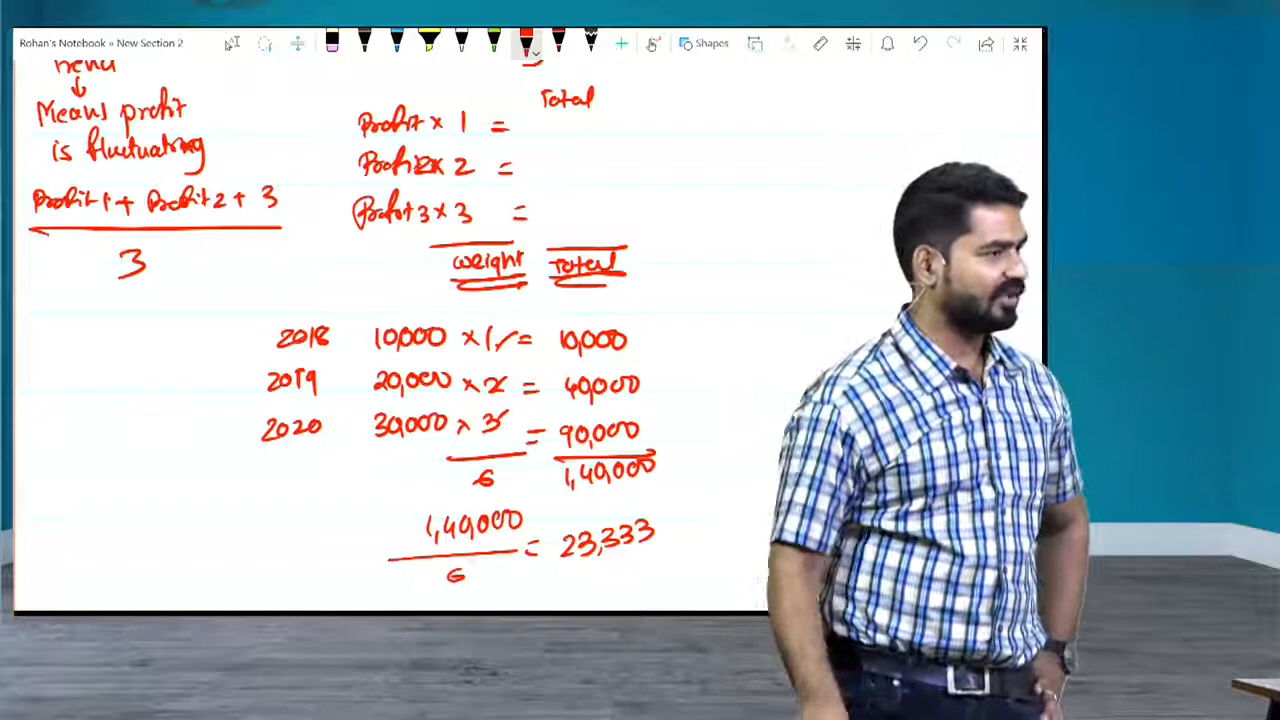 Rohan's Notebook » New Section 2
Shapes
Means profit
is fluctuating
Profit 1 + Profit 2 + 3
3
Total
Profit × 1 =
Profit 2 × 2 =
Profit 3 × 3 =
weight Total
2018 10,000 × 1 = 10,000
2019 20,000 × 2 = 40,000
2020 30,000 × 3 = 90,000
6 1,40,000
1,40,000
= 23,333
6